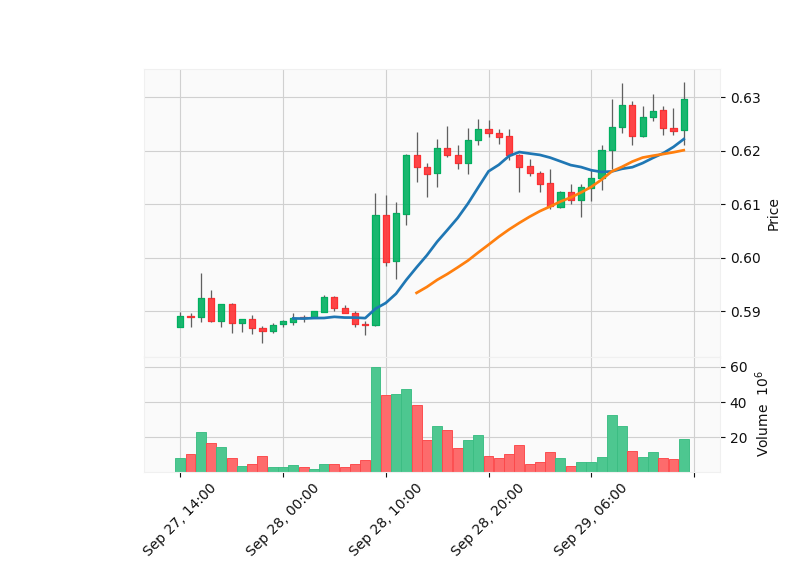 0.63
0.62
0.61
0.60
0.59
Price
60
40
20
Volume 10^6
Sep 27, 14:00
Sep 28, 00:00
Sep 28, 10:00
Sep 28, 20:00
Sep 29, 06:00